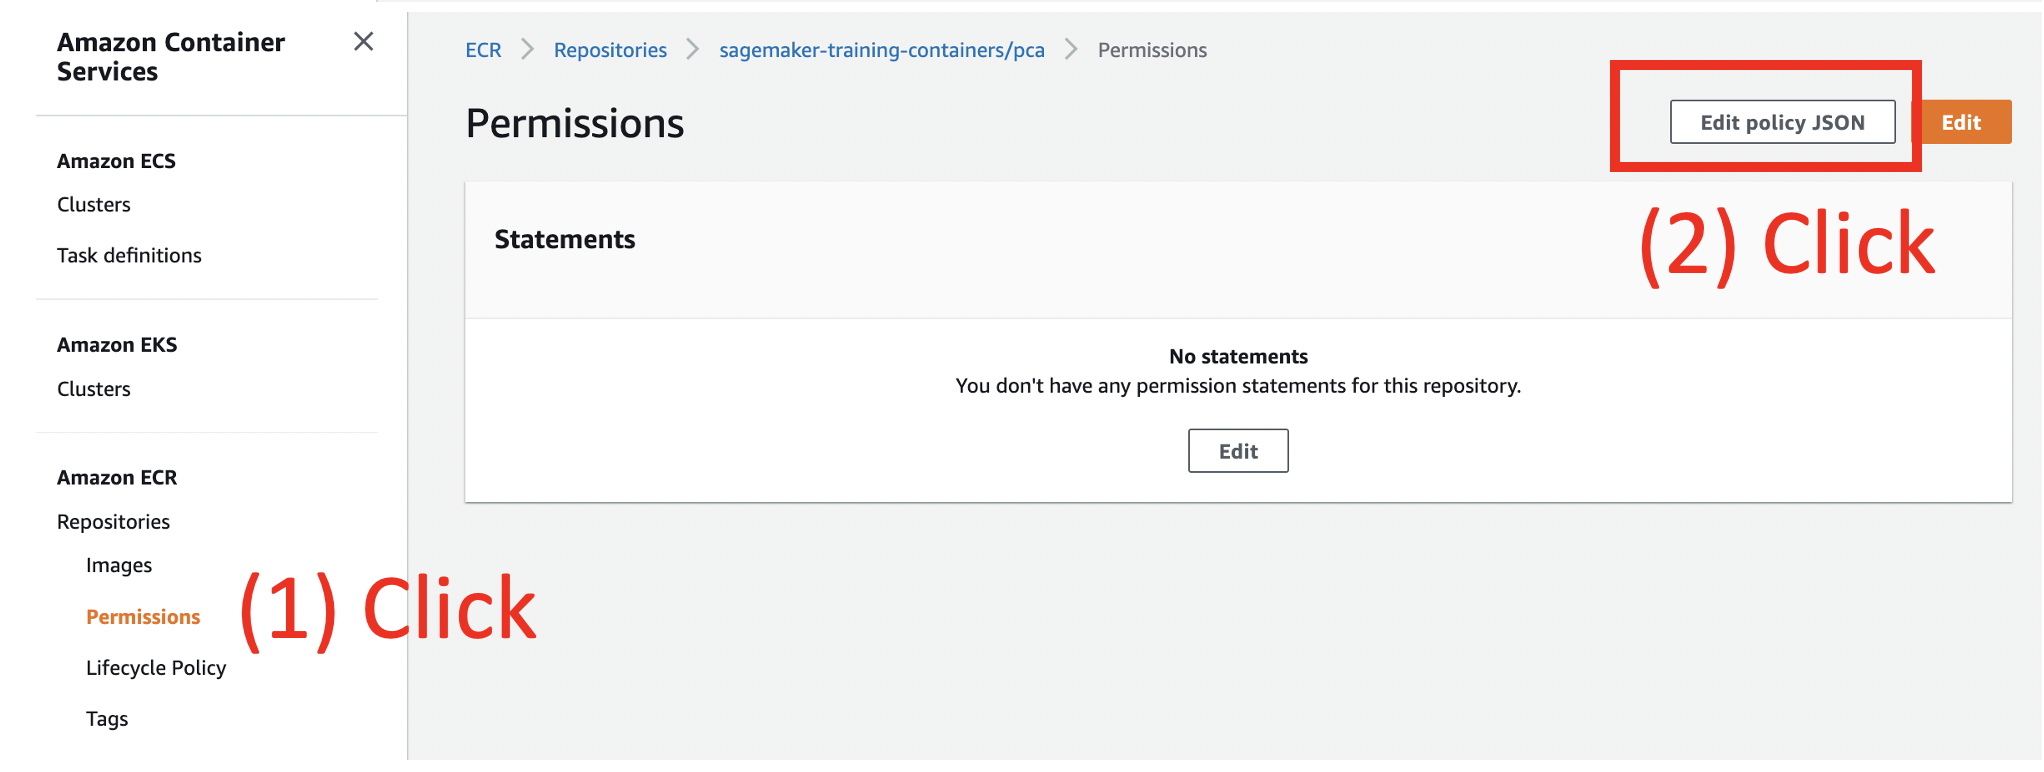 Amazon Container
Services
Amazon ECS
Clusters
Task definitions
Amazon EKS
Clusters
Amazon ECR
Repositories
Images
Permissions
(1) Click
Lifecycle Policy
Tags
ECR > Repositories > sagemaker-training-containers/pca > Permissions
Permissions
Edit policy JSON
Edit
(2) Click
Statements
No statements
You don't have any permission statements for this repository.
Edit